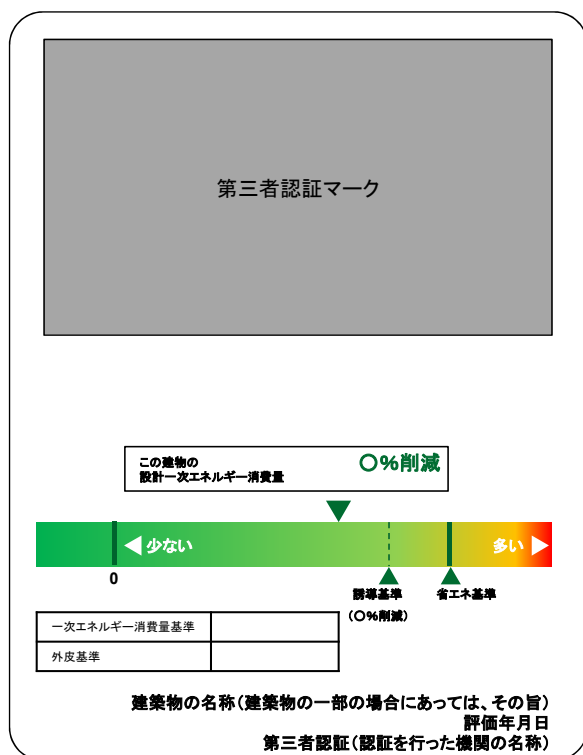 第三者認証マーク
この建物の
設計一次エネルギー消費量
〇%削減
少ない
多い
0
誘導基準
(〇%削減)
省エネ基準
一次エネルギー消費量基準
外皮基準
建築物の名称(建築物の一部の場合にあっては、その旨)
評価年月日
第三者認証(認証を行った機関の名称)